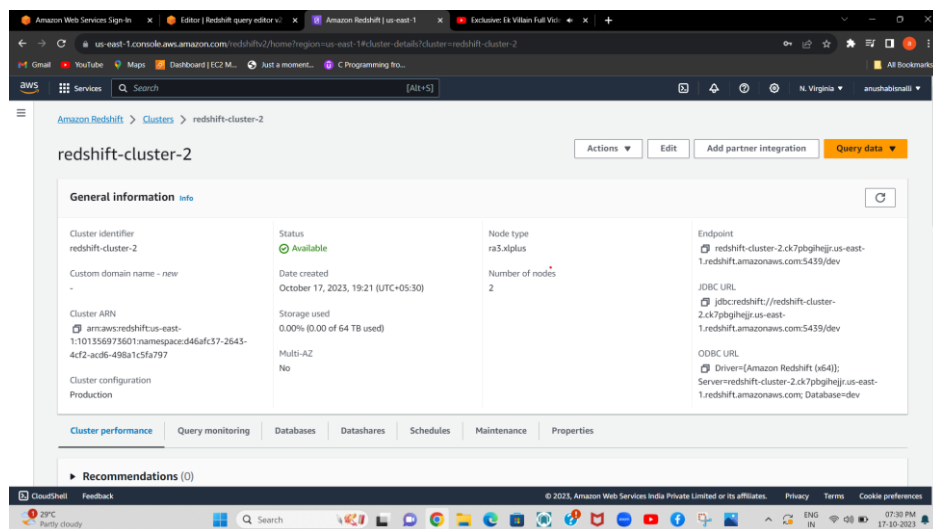 Amazon Web Services Sign-In
Editor | Redshift query editor v2
Amazon Redshift | us-east-1
Exclusive: Ek Villain Full Vide
us-east-1.console.aws.amazon.com/redshiftv2/home?region=us-east-1#cluster-details?cluster=redshift-cluster-2
Gmail YouTube Maps Dashboard | EC2 M... Just a moment... C Programming fro... All Bookmarks
aws Services Search [Alt+S] N. Virginia anushabisnalli
Amazon Redshift > Clusters > redshift-cluster-2
redshift-cluster-2
Actions Edit Add partner integration Query data
General information Info
Cluster identifier
redshift-cluster-2
Custom domain name - new
-
Cluster ARN
arn:aws:redshift:us-east-
1:101356973601:namespace:d46afc37-2643-
4cf2-acd6-498a1c5fa797
Cluster configuration
Production
Status
Available
Date created
October 17, 2023, 19:21 (UTC+05:30)
Storage used
0.00% (0.00 of 64 TB used)
Multi-AZ
No
Node type
ra3.xlplus
Number of nodes
2
Endpoint
redshift-cluster-2.ck7pbgihejjr.us-east-
1.redshift.amazonaws.com:5439/dev
JDBC URL
jdbc:redshift://redshift-cluster-
2.ck7pbgihejjr.us-east-
1.redshift.amazonaws.com:5439/dev
ODBC URL
Driver={Amazon Redshift (x64)};
Server=redshift-cluster-2.ck7pbgihejjr.us-east-
1.redshift.amazonaws.com; Database=dev
Cluster performance Query monitoring Databases Datashares Schedules Maintenance Properties
Recommendations (0)
CloudShell Feedback © 2023, Amazon Web Services India Private Limited or its affiliates. Privacy Terms Cookie preferences
29°C
Partly cloudy
Search
ENG
IN
07:30 PM
17-10-2023